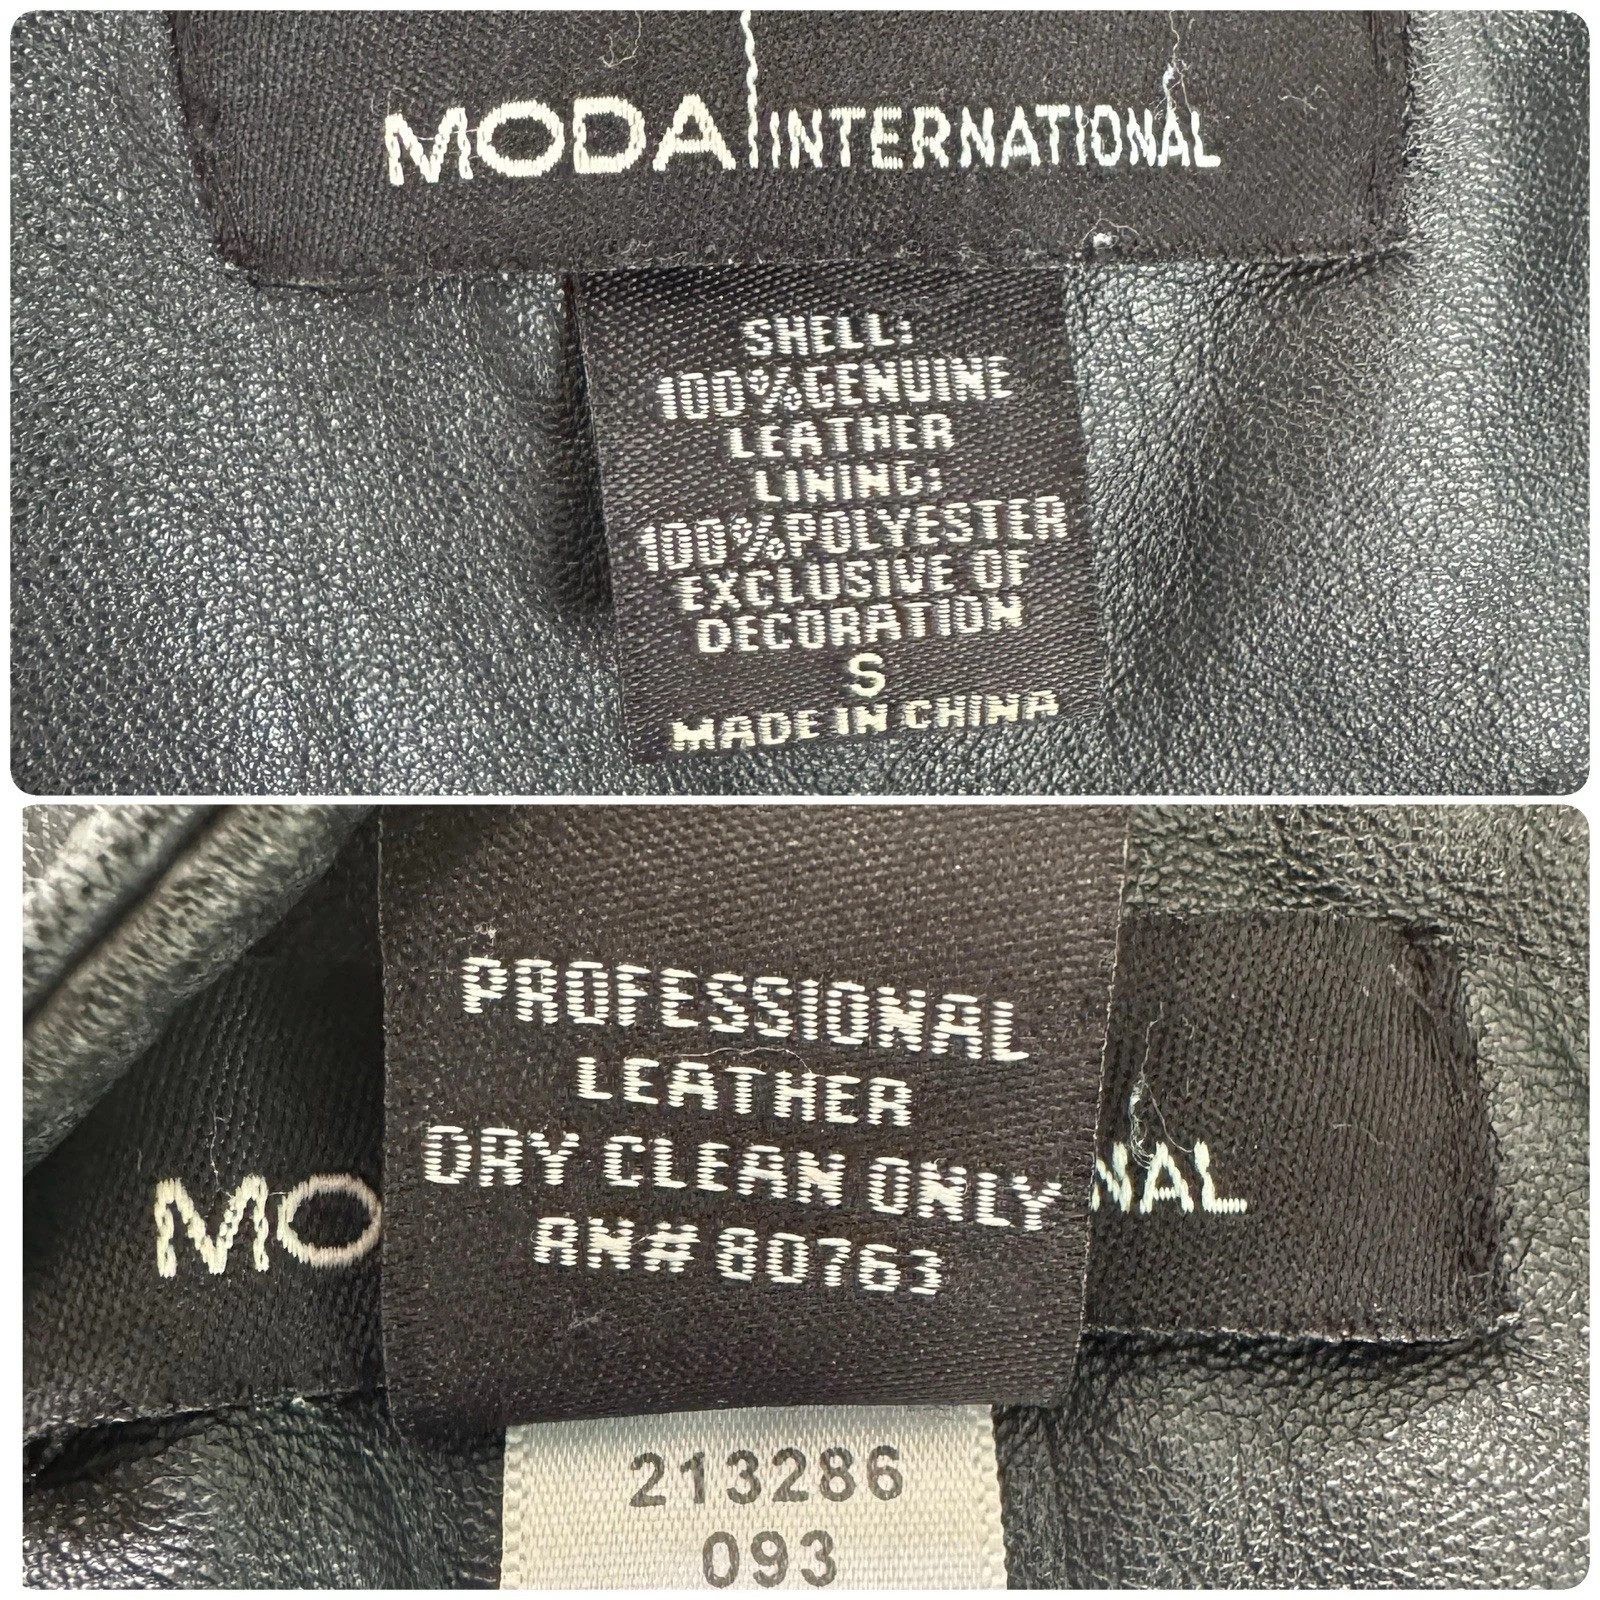 MODA INTERNATIONAL
SHELL:
100%GENUINE
LEATHER
LINING:
100%POLYESTER
EXCLUSIVE OF
DECORATION
S
MADE IN CHINA
PROFESSIONAL
LEATHER
DRY CLEAN ONLY
RN# 80763
MO NAL
213286
093